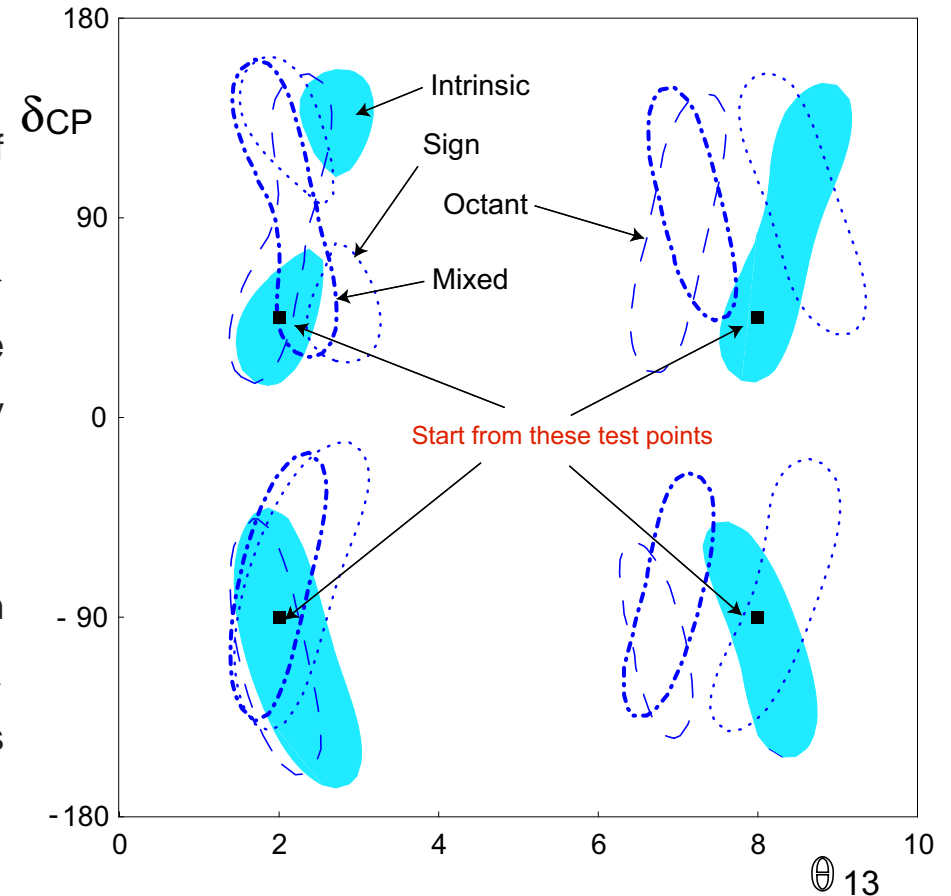 180
δCP
f
Intrinsic
Sign
90
Octant
Mixed
e
y
0
Start from these test points
- 90
s
-180
0 2 4 6 8 10
θ 13